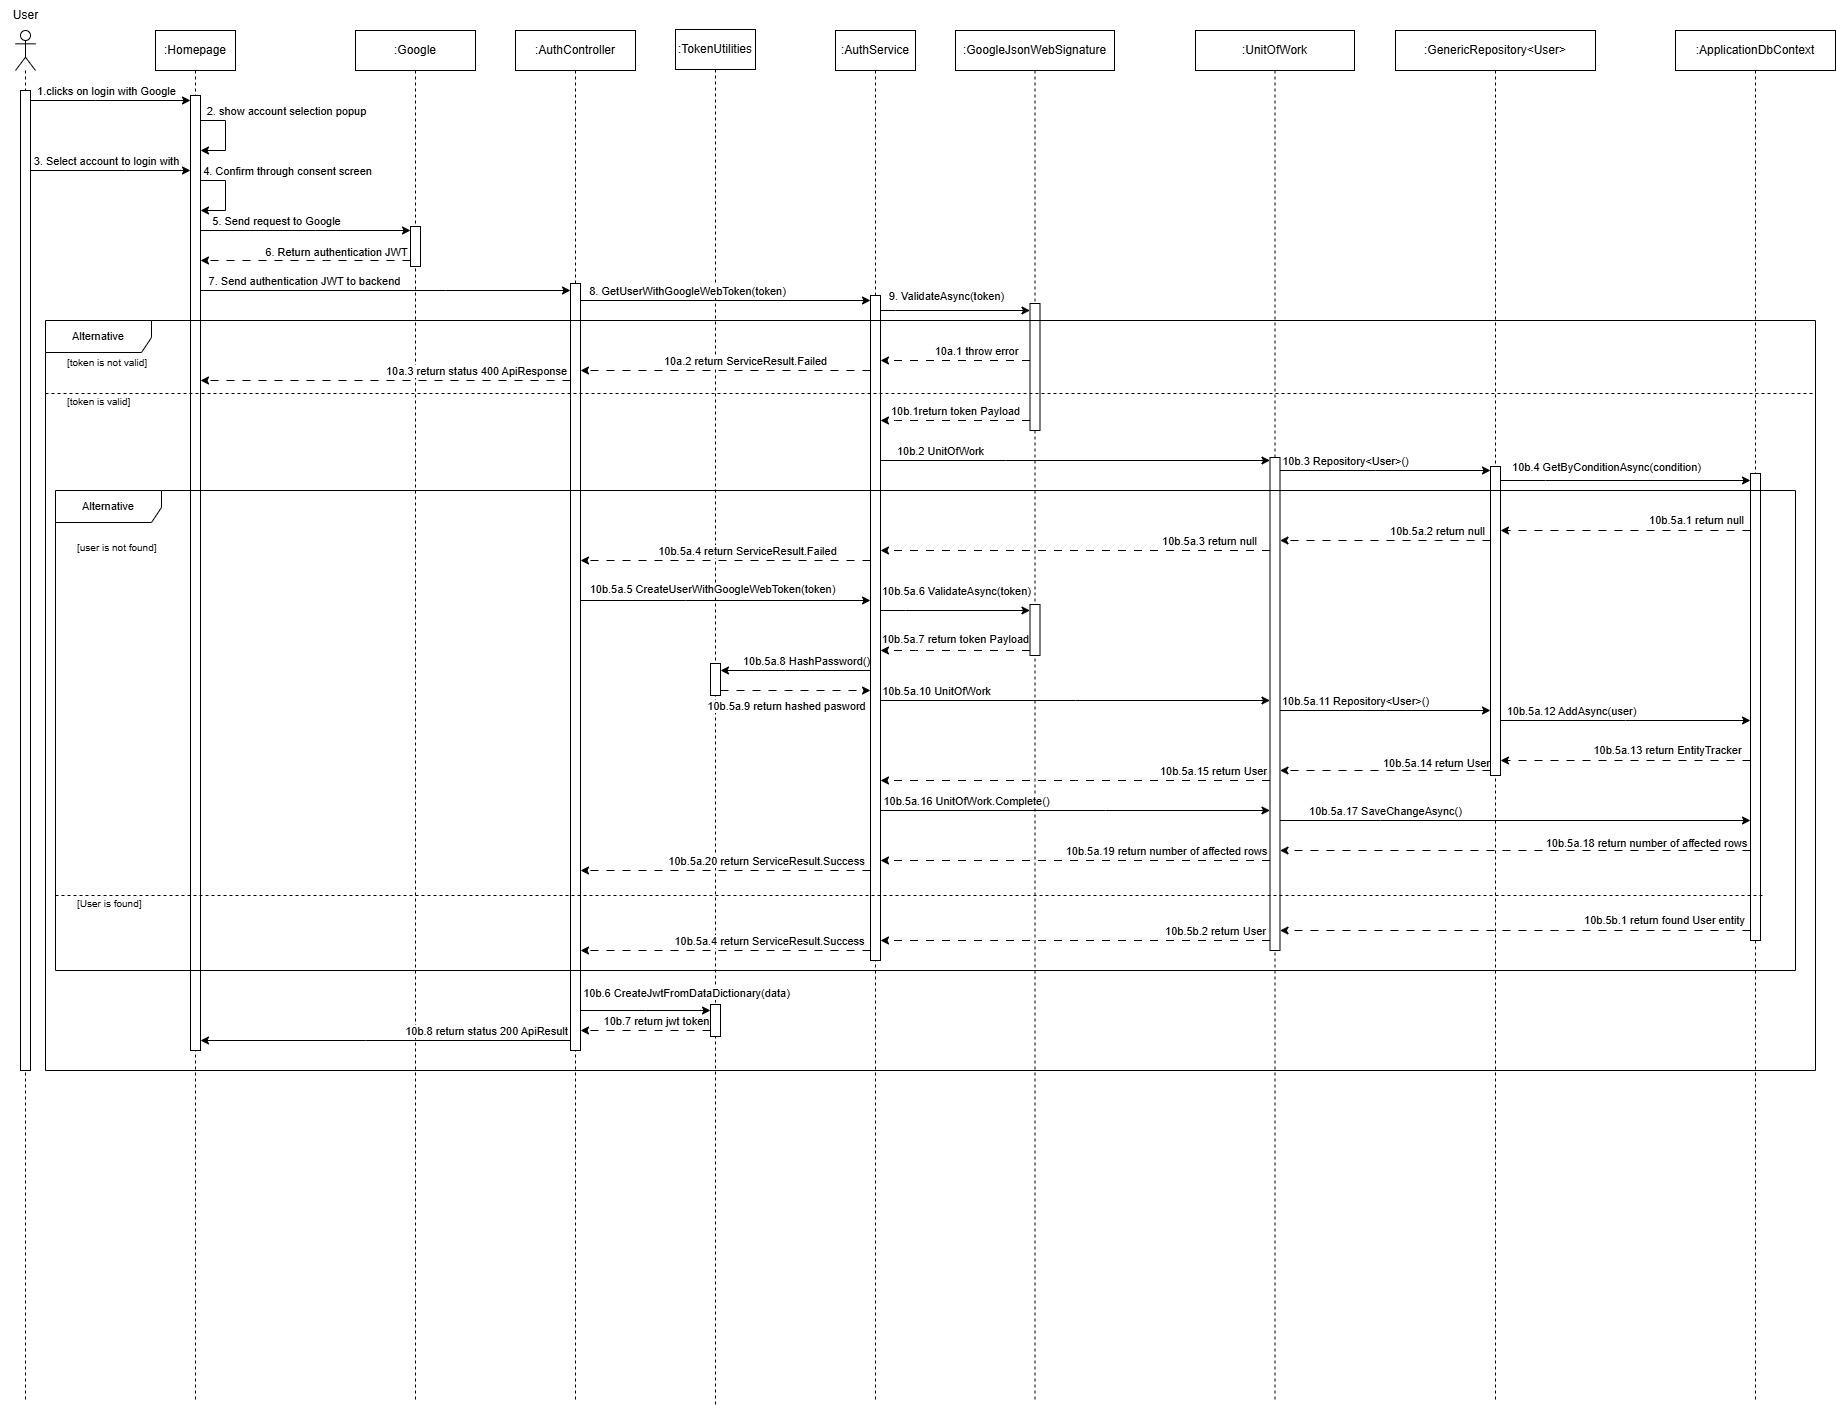 User
:Homepage
:Google
:AuthController
:TokenUtilities
:AuthService
:GoogleJsonWebSignature
:UnitOfWork
:GenericRepository<User>
:ApplicationDbContext
1.clicks on login with Google
2. show account selection popup
3. Select account to login with
4. Confirm through consent screen
5. Send request to Google
6. Return authentication JWT
7. Send authentication JWT to backend
8. GetUserWithGoogleWebToken(token)
9. ValidateAsync(token)
Alternative
[token is not valid]
10a.1 throw error
10a.2 return ServiceResult.Failed
10a.3 return status 400 ApiResponse
[token is valid]
10b.1return token Payload
10b.2 UnitOfWork
10b.3 Repository<User>()
10b.4 GetByConditionAsync(condition)
Alternative
[user is not found]
10b.5a.1 return null
10b.5a.2 return null
10b.5a.3 return null
10b.5a.4 return ServiceResult.Failed
10b.5a.5 CreateUserWithGoogleWebToken(token)
10b.5a.6 ValidateAsync(token)
10b.5a.7 return token Payload
10b.5a.8 HashPassword()
10b.5a.9 return hashed pasword
10b.5a.10 UnitOfWork
10b.5a.11 Repository<User>()
10b.5a.12 AddAsync(user)
10b.5a.13 return EntityTracker
10b.5a.14 return User
10b.5a.15 return User
10b.5a.16 UnitOfWork.Complete()
10b.5a.17 SaveChangeAsync()
10b.5a.18 return number of affected rows
10b.5a.19 return number of affected rows
10b.5a.20 return ServiceResult.Success
[User is found]
10b.5b.1 return found User entity
10b.5b.2 return User
10b.5a.4 return ServiceResult.Success
10b.6 CreateJwtFromDataDictionary(data)
10b.7 return jwt token
10b.8 return status 200 ApiResult